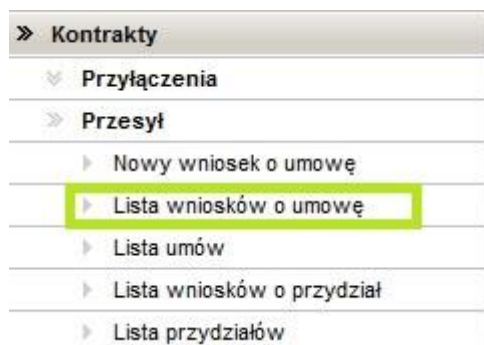 Kontrakty
Przyłączenia
Przesył
Nowy wniosek o umowę
Lista wniosków o umowę
Lista umów
Lista wniosków o przydział
Lista przydziałów